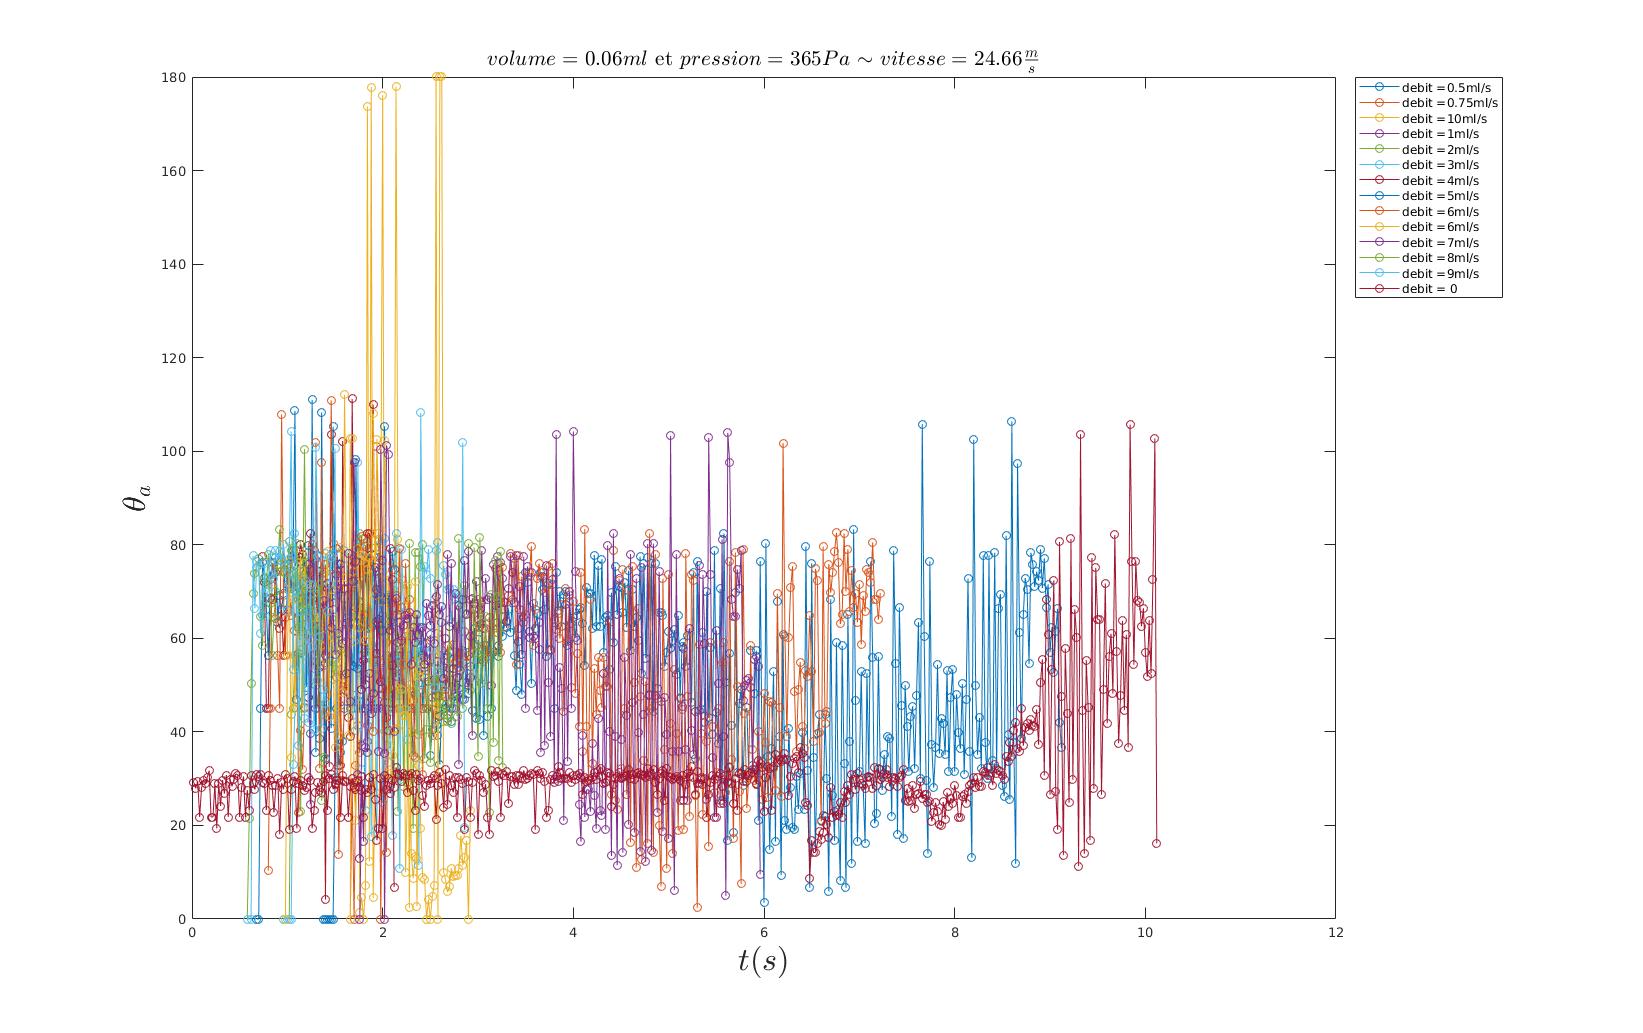 volume = 0.06ml et pression = 365Pa ∼ vitesse = 24.66 m/s
180
160
140
120
100
80
60
40
20
0
θa
0 2 4 6 8 10 12
t(s)
debit =0.5ml/s
debit =0.75ml/s
debit =10ml/s
debit =1ml/s
debit =2ml/s
debit =3ml/s
debit =4ml/s
debit =5ml/s
debit =6ml/s
debit =6ml/s
debit =7ml/s
debit =8ml/s
debit =9ml/s
debit = 0